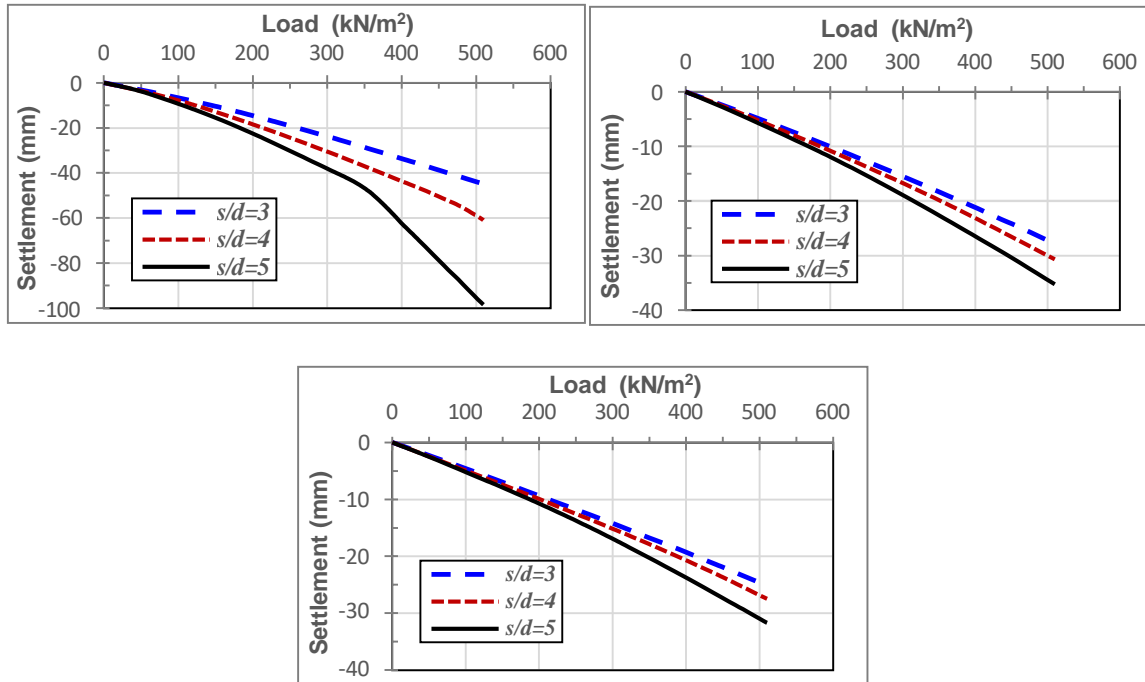 Load (kN/m²)
0 100 200 300 400 500 600
0
-20
-40
-60
-80
-100
Settlement (mm)
s/d=3
s/d=4
s/d=5
Load (kN/m²)
0 100 200 300 400 500 600
0
-10
-20
-30
-40
Settlement (mm)
s/d=3
s/d=4
s/d=5
Load (kN/m²)
0 100 200 300 400 500 600
0
-10
-20
-30
-40
Settlement (mm)
s/d=3
s/d=4
s/d=5